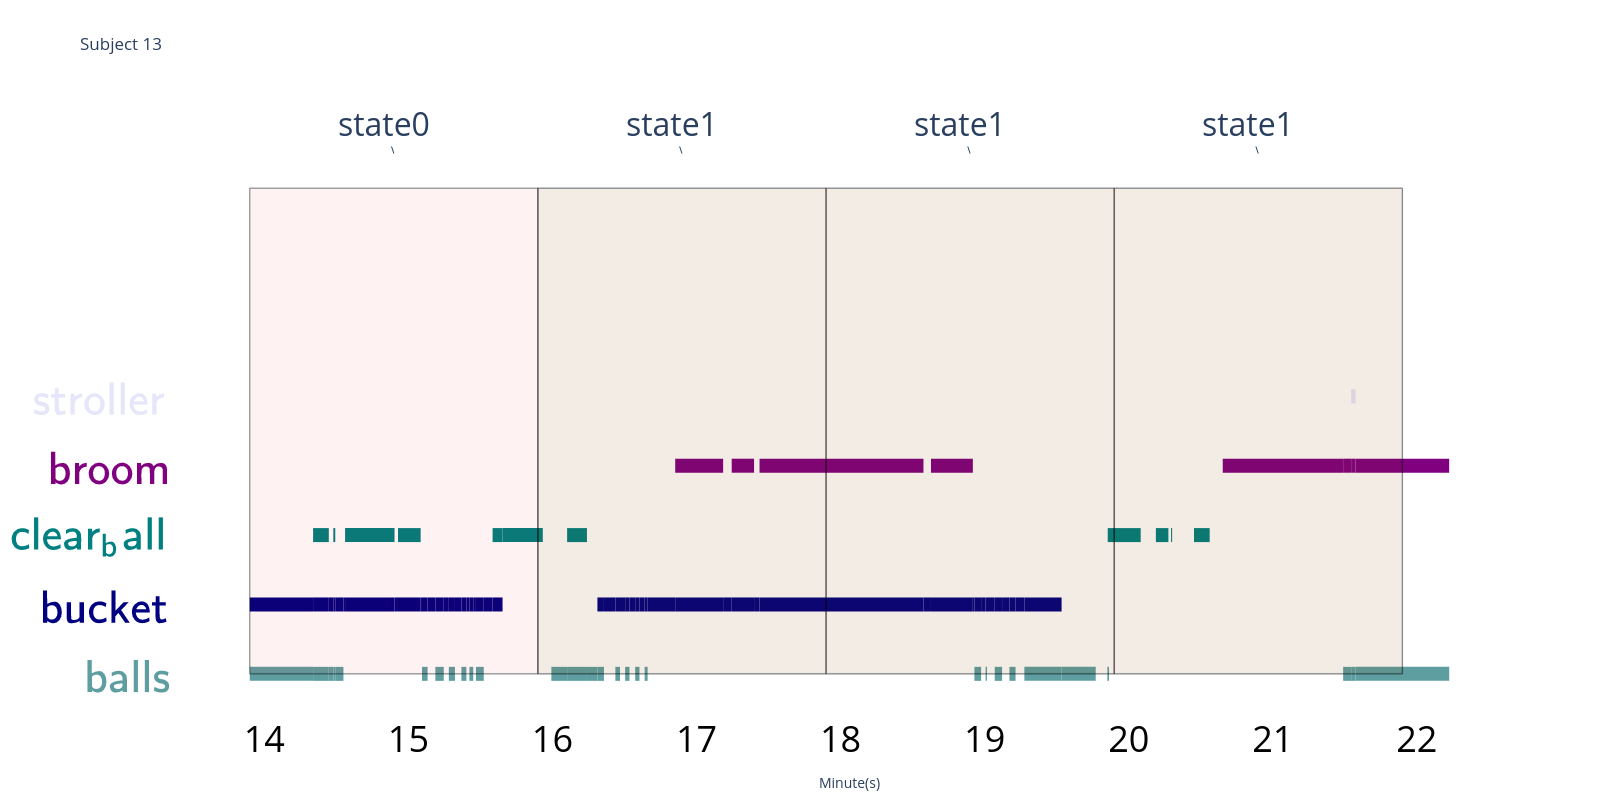 Subject 13
state0 state1 state1 state1
stroller
broom
clear_b all
bucket
balls
14 15 16 17 18 19 20 21 22
Minute(s)